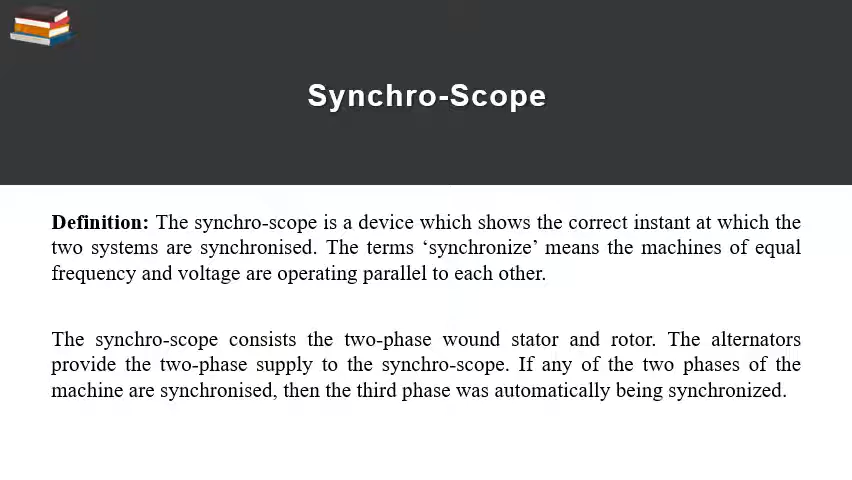 Synchro-Scope
Definition: The synchro-scope is a device which shows the correct instant at which the
two systems are synchronised. The terms ‘synchronize’ means the machines of equal
frequency and voltage are operating parallel to each other.
The synchro-scope consists the two-phase wound stator and rotor. The alternators
provide the two-phase supply to the synchro-scope. If any of the two phases of the
machine are synchronised, then the third phase was automatically being synchronized.